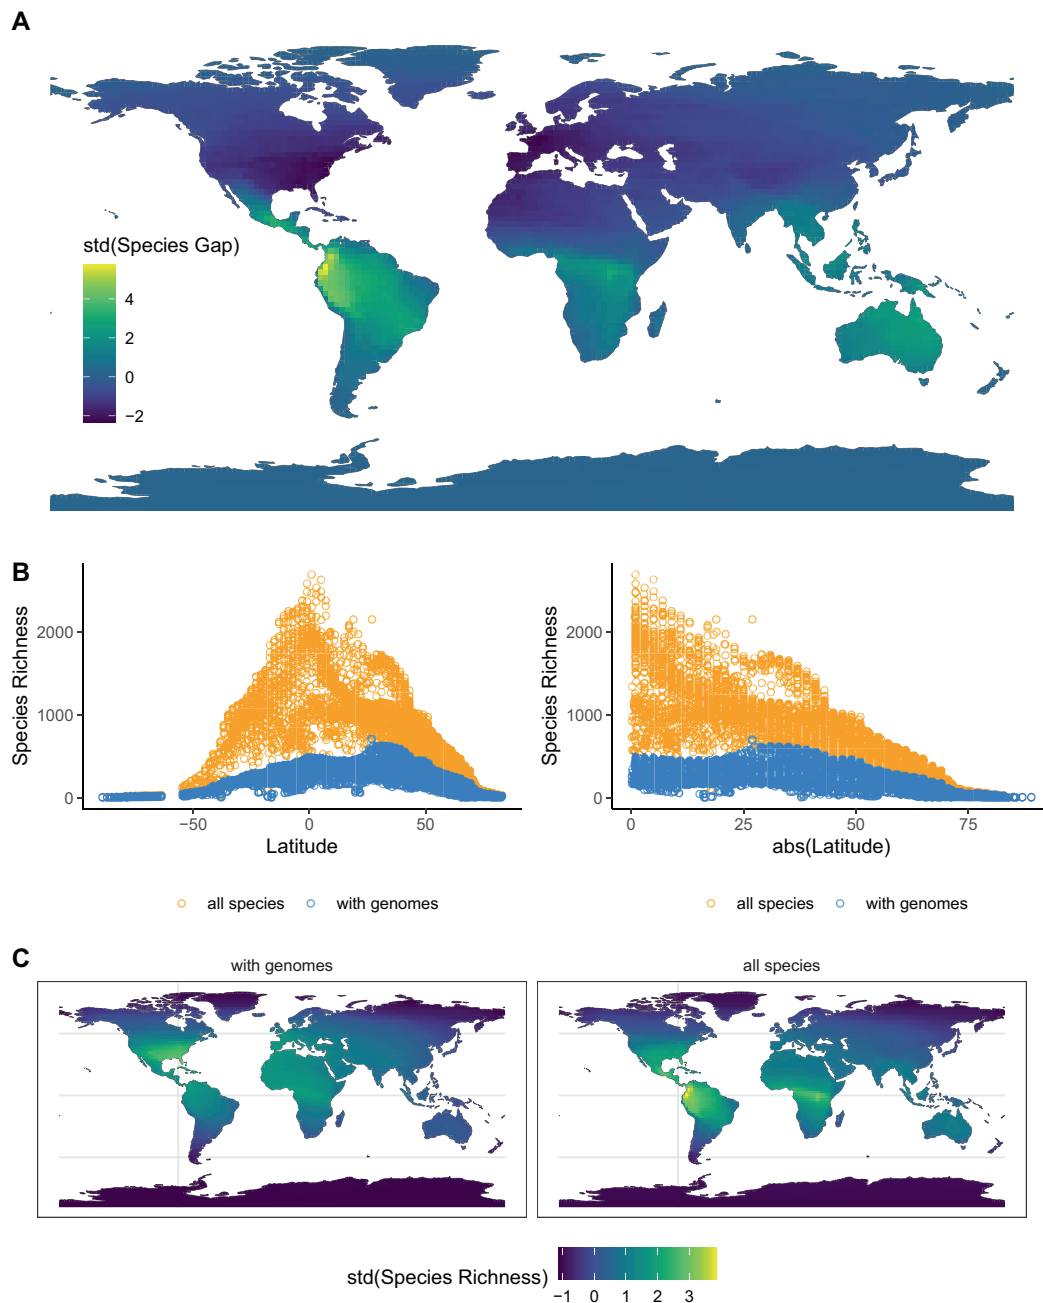 A
std(Species Gap)
4
2
0
−2
B
Species Richness
2000
1000
0
−50
0
50
Latitude
all species
with genomes
Species Richness
2000
1000
0
0
25
50
75
abs(Latitude)
all species
with genomes
C
with genomes
all species
std(Species Richness)
−1 0 1 2 3